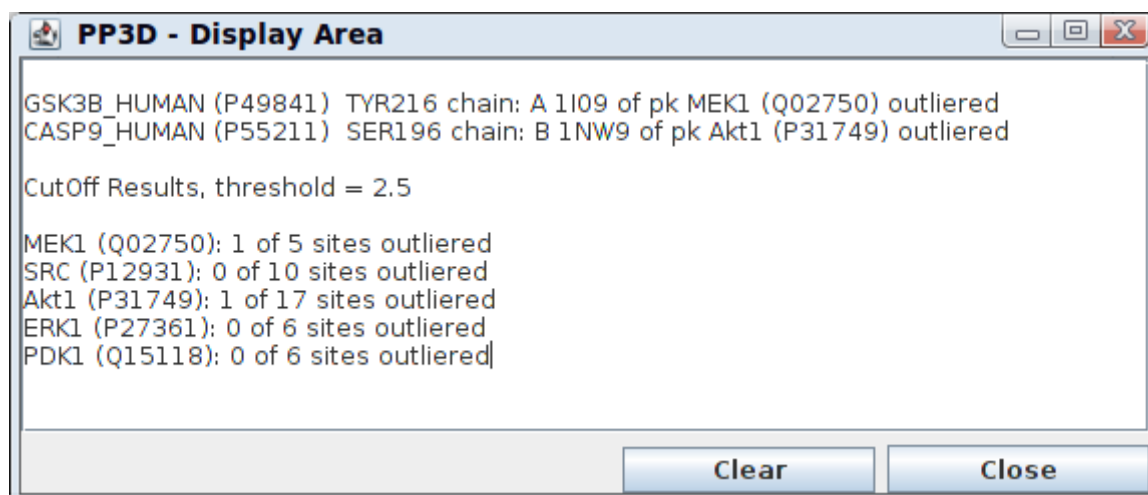 PP3D - Display Area
GSK3B_HUMAN (P49841)  TYR216 chain: A 1I09 of pk MEK1 (Q02750) outliered
CASP9_HUMAN (P55211)  SER196 chain: B 1NW9 of pk Akt1 (P31749) outliered
CutOff Results, threshold = 2.5
MEK1 (Q02750): 1 of 5 sites outliered
SRC (P12931): 0 of 10 sites outliered
Akt1 (P31749): 1 of 17 sites outliered
ERK1 (P27361): 0 of 6 sites outliered
PDK1 (Q15118): 0 of 6 sites outliered
Clear Close